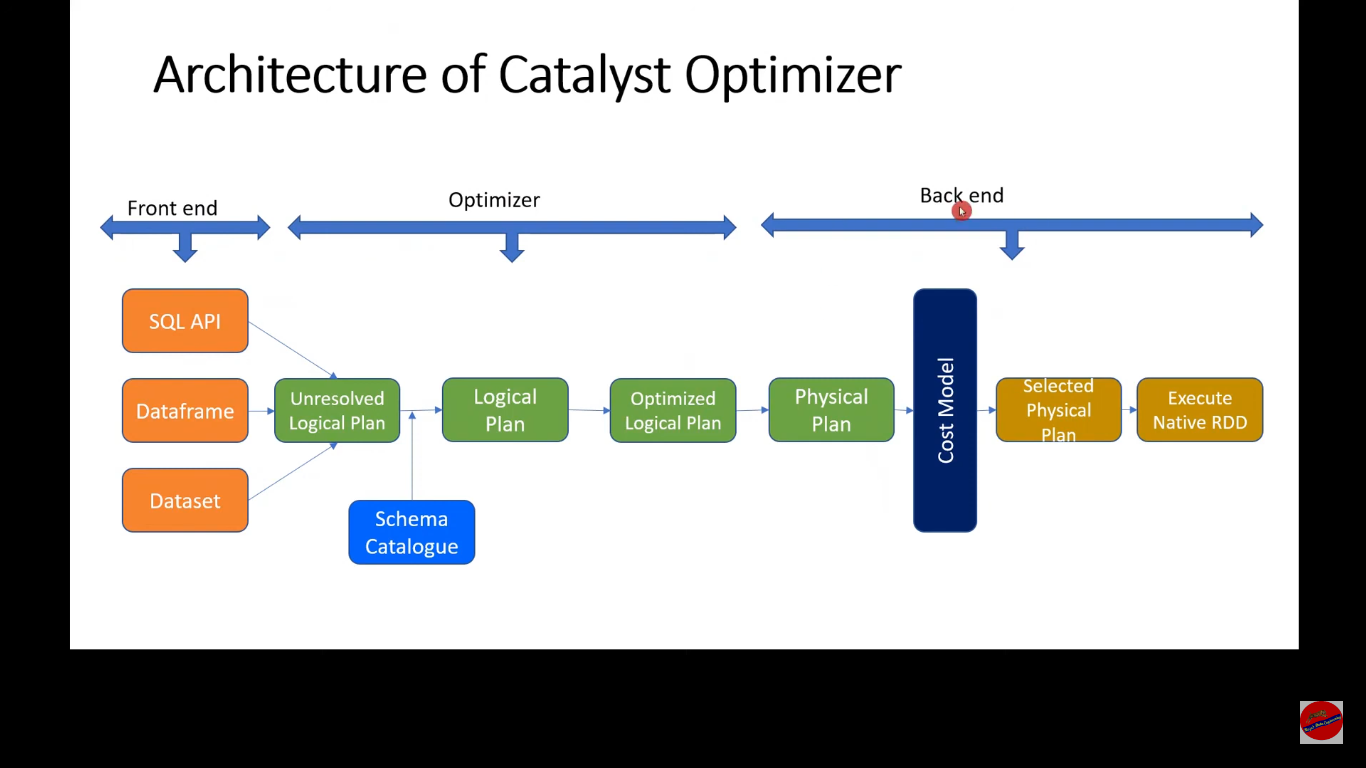 Architecture of Catalyst Optimizer
Front end
Optimizer
Back end
SQL API
Dataframe
Dataset
Unresolved
Logical Plan
Schema
Catalogue
Logical
Plan
Optimized
Logical Plan
Physical
Plan
Cost Model
Selected
Physical
Plan
Execute
Native RDD